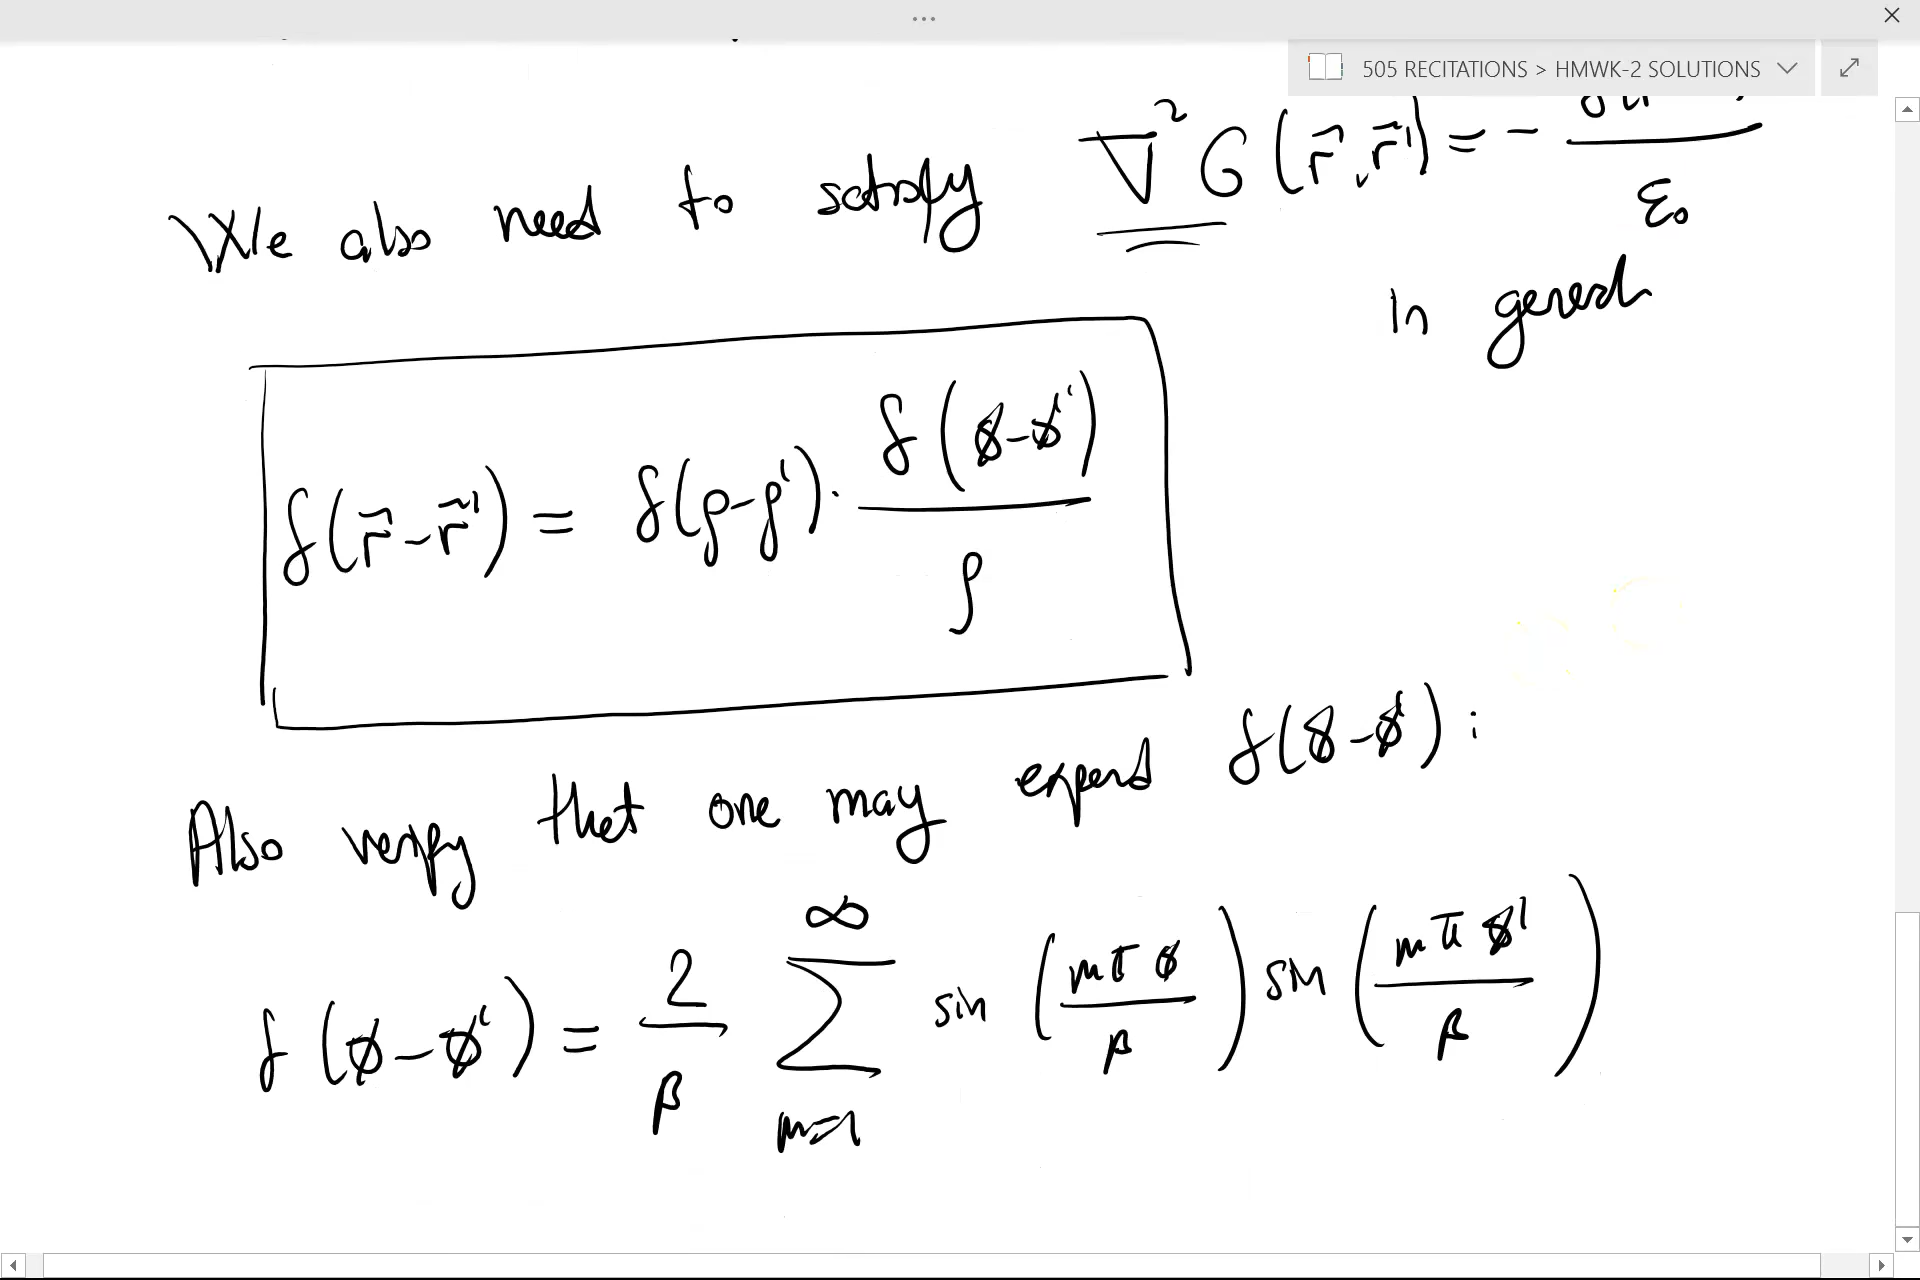 505 RECITATIONS > HMWK-2 SOLUTIONS
We also need to satisfy ∇² G(r⃗, r⃗') = - / ε₀
In general
δ(r⃗-r⃗') = δ(ρ-ρ') · δ(ϕ-ϕ') / ρ
Also verify that one may expand δ(ϕ-ϕ') :
δ(ϕ-ϕ') = 2/β ∑_{m=1}^{∞} sin(mπϕ/β) sin(mπϕ'/β)